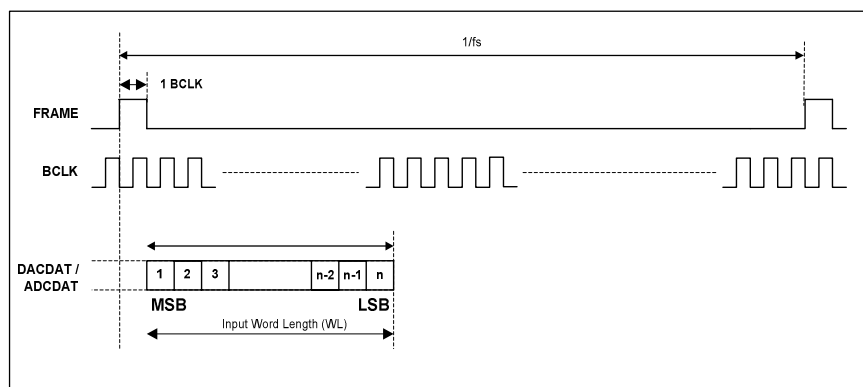 1/fs
1 BCLK
FRAME
BCLK
DACDAT /
ADCDAT
1 2 3 n-2 n-1 n
MSB LSB
Input Word Length (WL)